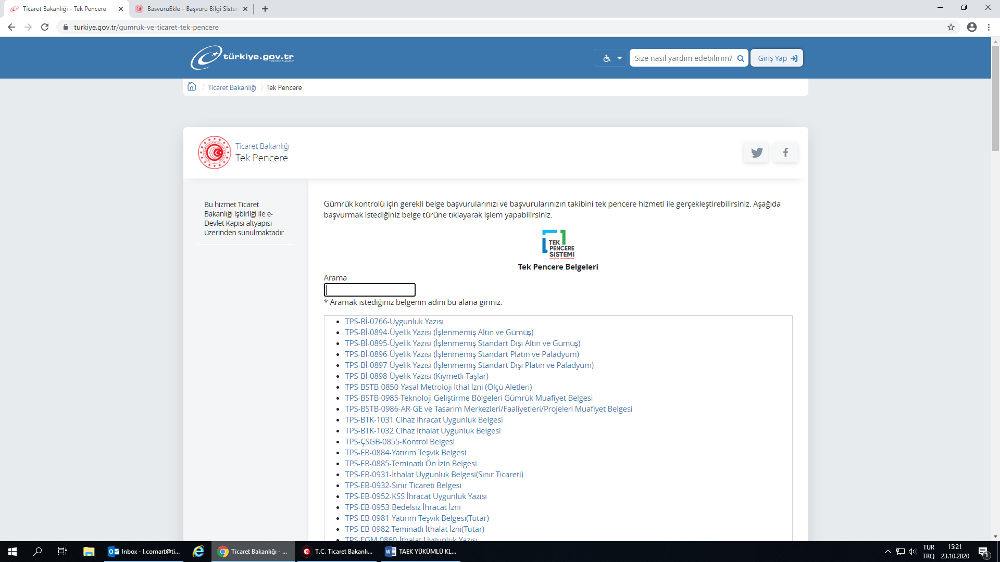 Ticaret Bakanlığı - Tek Pencere
BasvuruEkle - Başvuru Bilgi Sister
turkiye.gov.tr/gumruk-ve-ticaret-tek-pencere
türkiye.gov.tr
Size nasıl yardım edebilirim?
Giriş Yap
Ticaret Bakanlığı
Tek Pencere
Ticaret Bakanlığı
Tek Pencere
Bu hizmet Ticaret
Bakanlığı işbirliği ile e-
Devlet Kapısı altyapısı
üzerinden sunulmaktadır.
Gümrük kontrolü için gerekli belge başvurularınızı ve başvurularınızın takibini tek pencere hizmeti ile gerçekleştirebilirsiniz. Aşağıda
başvurmak istediğiniz belge türüne tıklayarak işlem yapabilirsiniz.
TEK
PENCERE
SİSTEMİ
Tek Pencere Belgeleri
Arama
* Aramak istediğiniz belgenin adını bu alana giriniz.
TPS-Bİ-0766-Uygunluk Yazısı
TPS-Bİ-0894-Üyelik Yazısı (İşlenmemiş Altın ve Gümüş)
TPS-Bİ-0895-Üyelik Yazısı (İşlenmemiş Standart Dışı Altın ve Gümüş)
TPS-Bİ-0896-Üyelik Yazısı (İşlenmemiş Standart Platin ve Paladyum)
TPS-Bİ-0897-Üyelik Yazısı (İşlenmemiş Standart Dışı Platin ve Paladyum)
TPS-Bİ-0898-Üyelik Yazısı (Kıymetli Taşlar)
TPS-BSTB-0850-Yasal Metroloji İthal İzni (Ölçü Aletleri)
TPS-BSTB-0985-Teknoloji Geliştirme Bölgeleri Gümrük Muafiyet Belgesi
TPS-BSTB-0986-AR-GE ve Tasarım Merkezleri/Faaliyetleri/Projeleri Muafiyet Belgesi
TPS-BTK-1031 Cihaz İhracat Uygunluk Belgesi
TPS-BTK-1032 Cihaz İthalat Uygunluk Belgesi
TPS-ÇSGB-0855-Kontrol Belgesi
TPS-EB-0884-Yatırım Teşvik Belgesi
TPS-EB-0885-Teminatlı Ön İzin Belgesi
TPS-EB-0931-İthalat Uygunluk Belgesi(Sınır Ticareti)
TPS-EB-0932-Sınır Ticareti Belgesi
TPS-EB-0952-KSS İhracat Uygunluk Yazısı
TPS-EB-0953-Bedelsiz İhracat İzni
TPS-EB-0981-Yatırım Teşvik Belgesi(Tutar)
TPS-EB-0982-Teminatlı İthalat İzni(Tutar)
TPS-EGM-0860-İthalat Uygunluk Yazısı
Inbox - l.comart@ti...
Ticaret Bakanlığı - ...
T.C. Ticaret Bakanlı...
TAEK YÜKÜMLÜ KL...
TUR
TRQ
15:21
23.10.2020
1